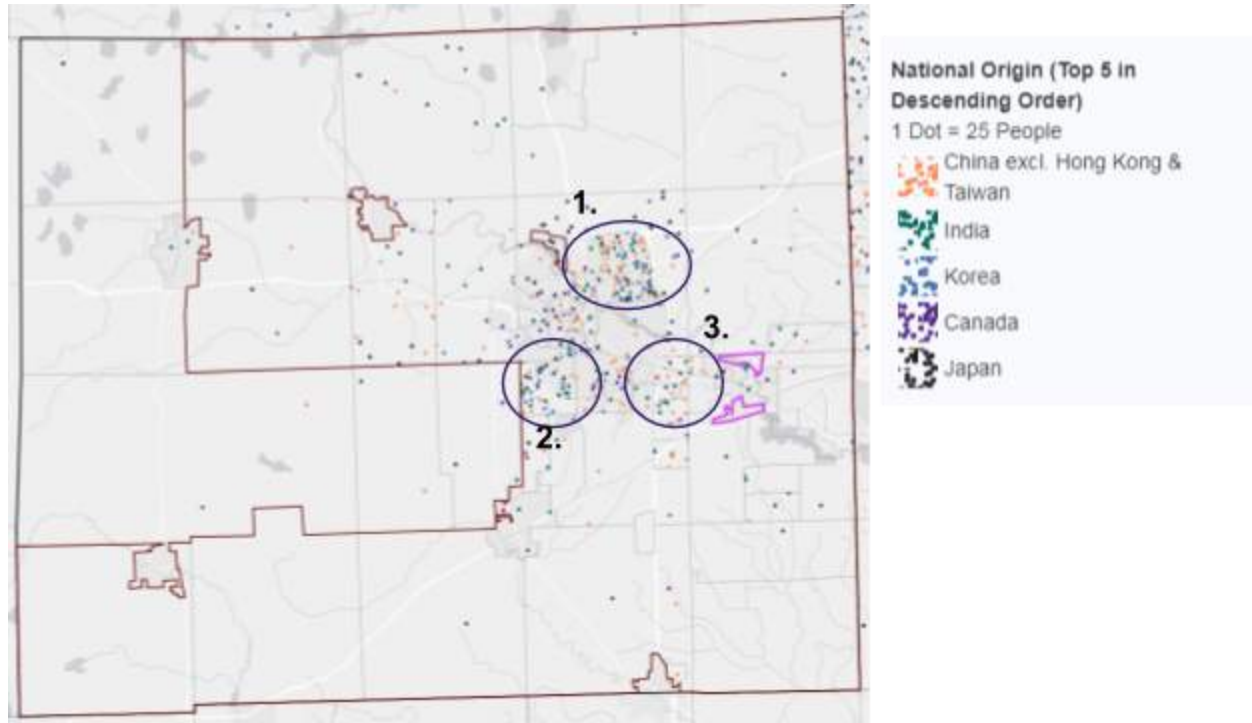 1.
3.
2.
National Origin (Top 5 in
Descending Order)
1 Dot = 25 People
China excl. Hong Kong &
Taiwan
India
Korea
Canada
Japan